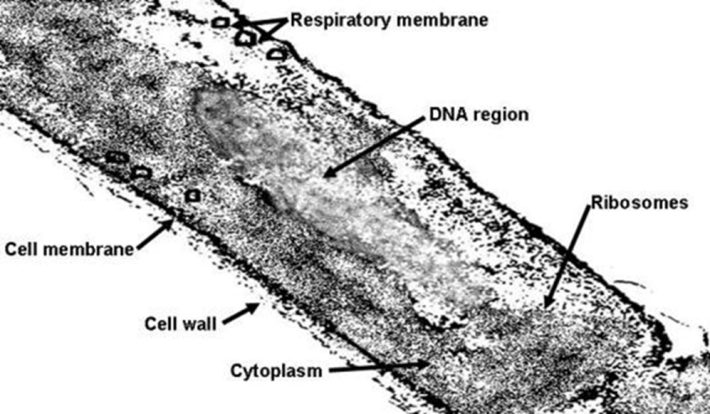 Respiratory membrane
DNA region
Ribosomes
Cell membrane
Cell wall
Cytoplasm